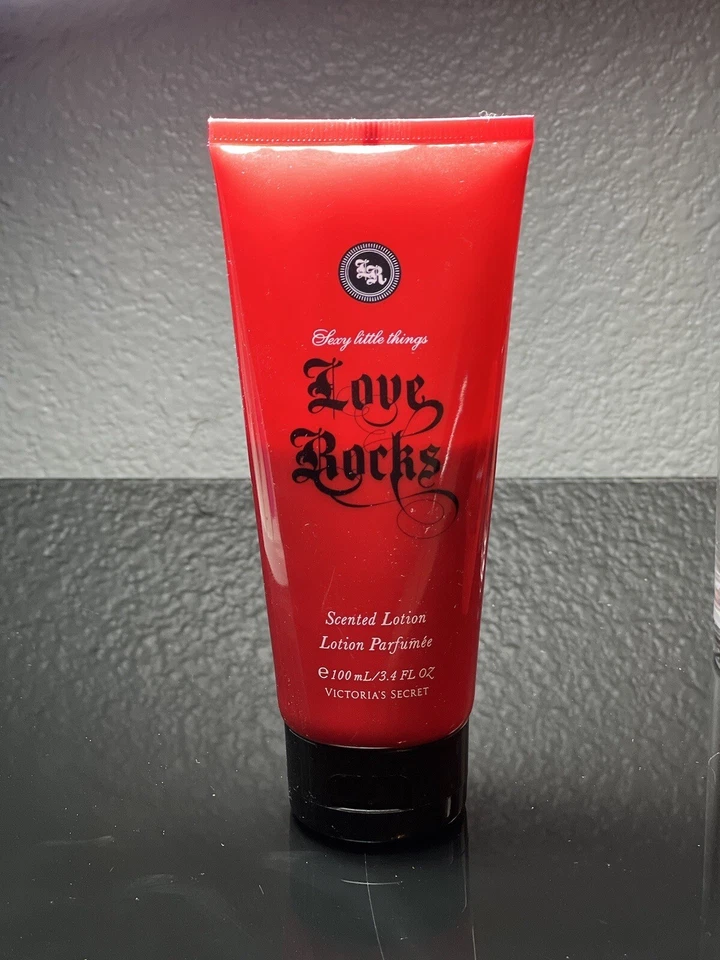 LR
Sexy little things
Love
Rocks
Scented Lotion
Lotion Parfumée
℮100 mL/3.4 FL OZ
VICTORIA'S SECRET